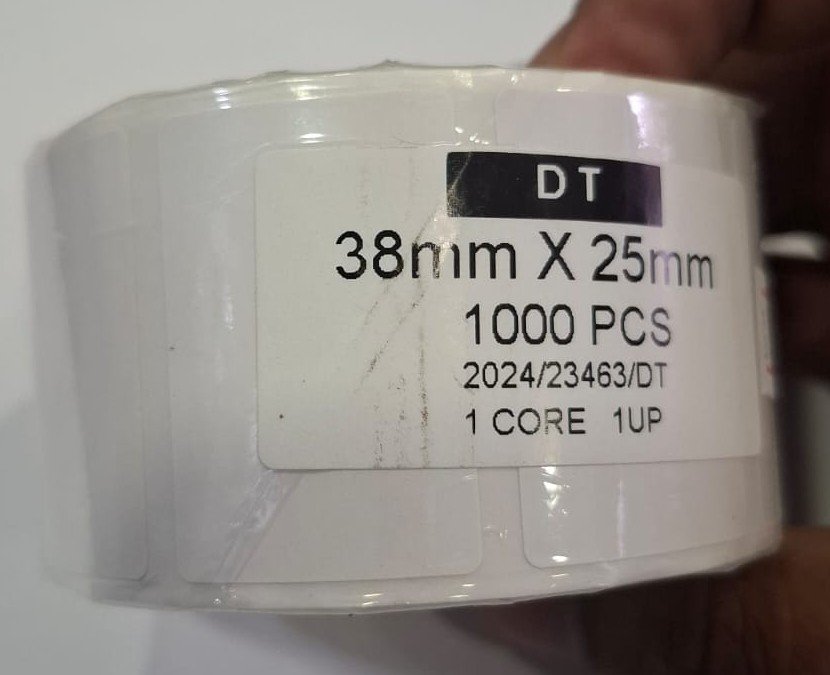 DT
38mm X 25mm
1000 PCS
2024/23463/DT
1 CORE 1UP